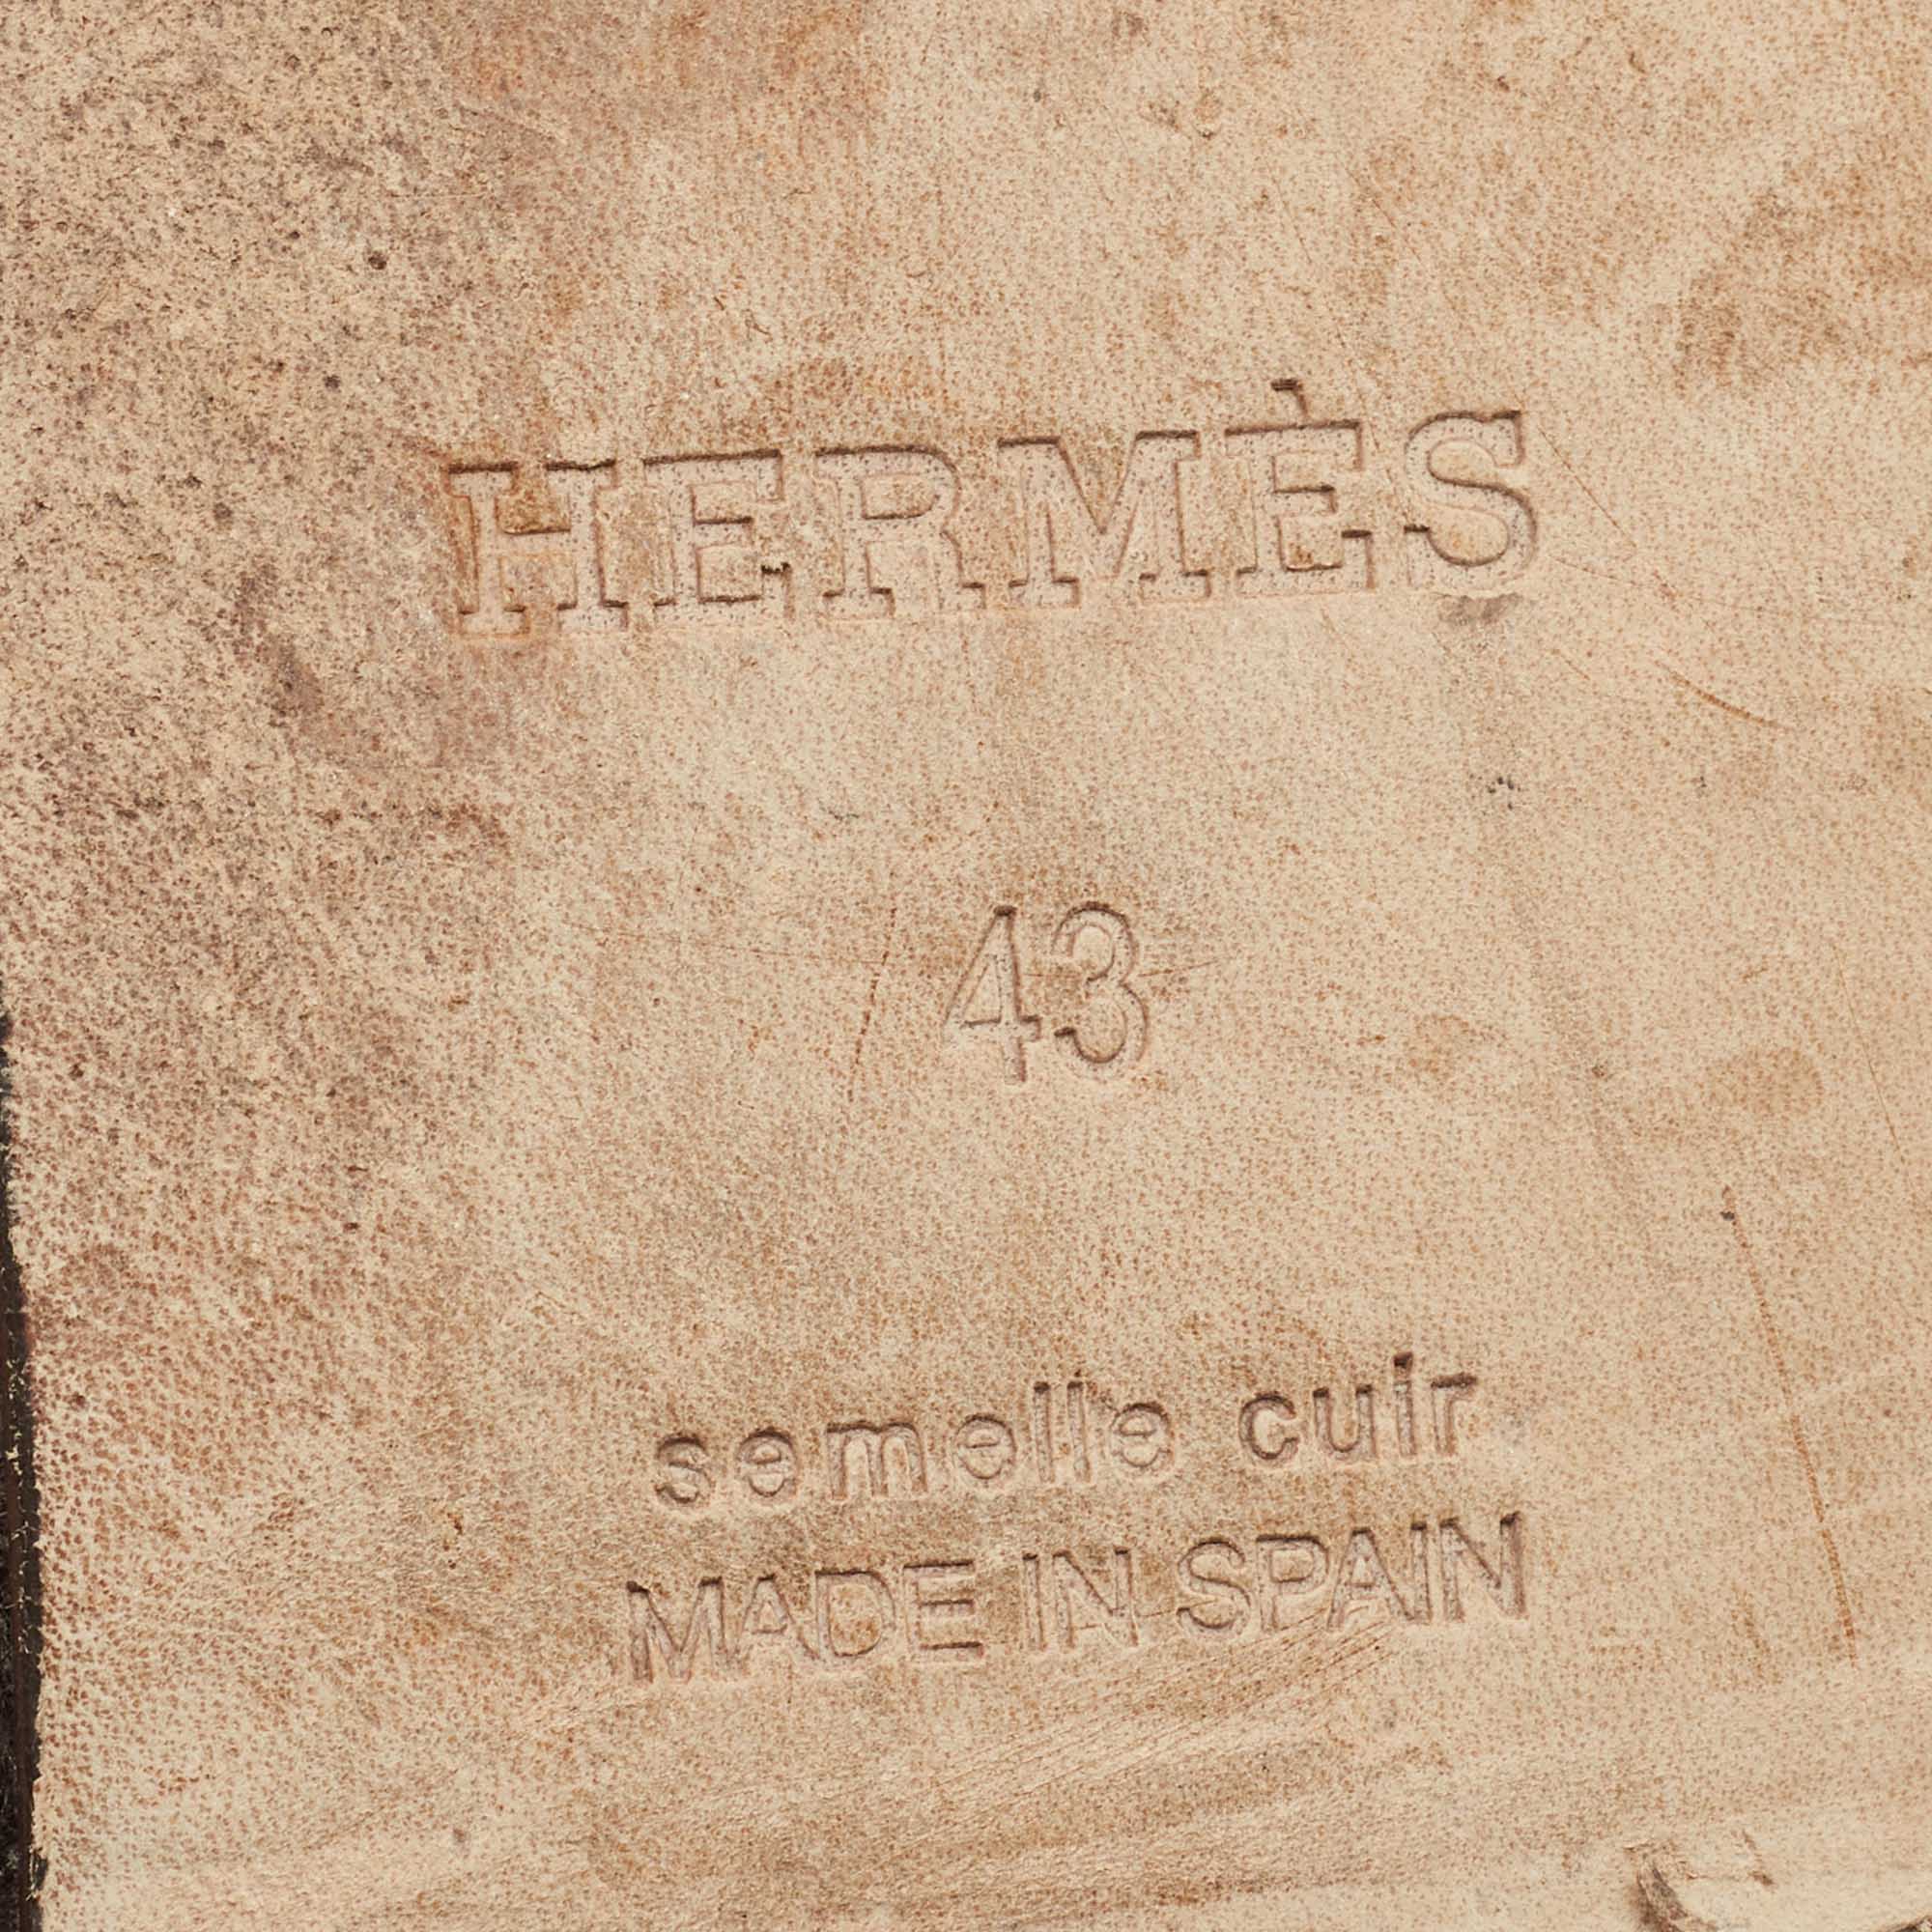 HERMÈS
43
semelle cuir
MADE IN SPAIN